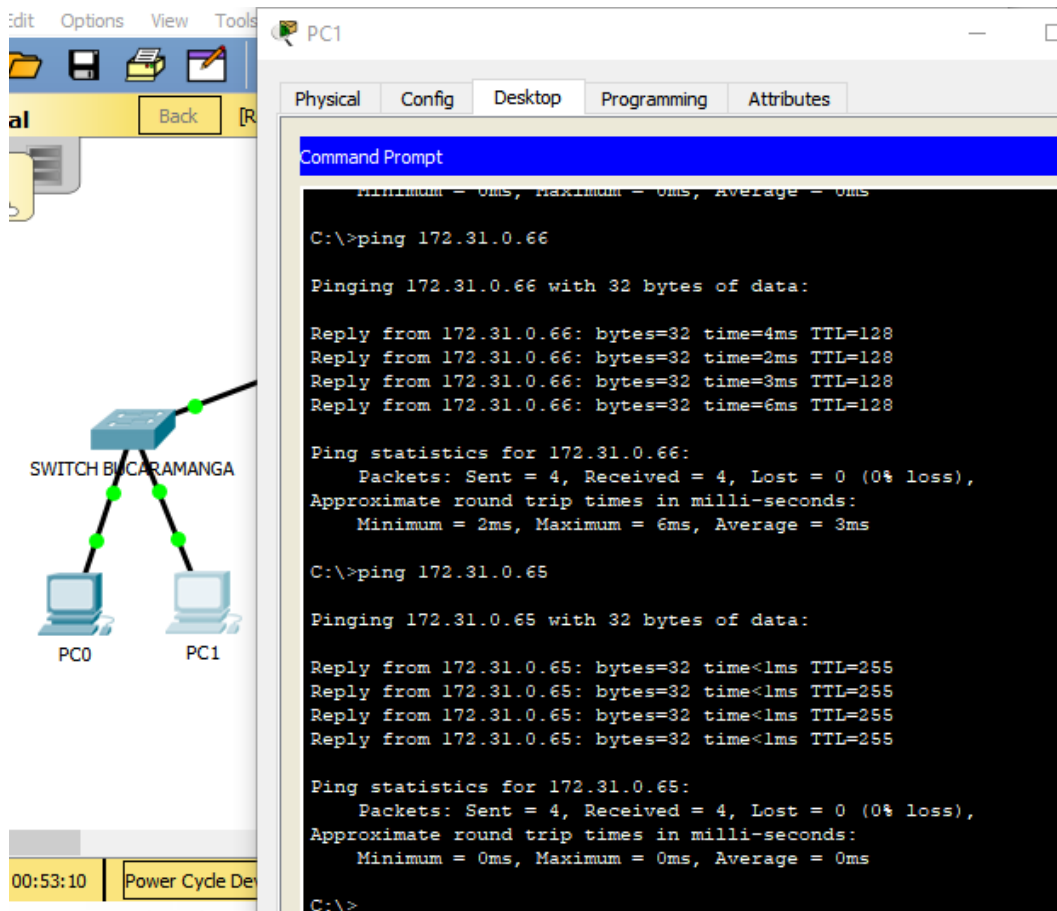 Edit Options View Tools
PC1
al
Back
[R
Physical Config Desktop Programming Attributes
Command Prompt
Minimum = 0ms, Maximum = 0ms, Average = 0ms
C:\>ping 172.31.0.66
Pinging 172.31.0.66 with 32 bytes of data:
Reply from 172.31.0.66: bytes=32 time=4ms TTL=128
Reply from 172.31.0.66: bytes=32 time=2ms TTL=128
Reply from 172.31.0.66: bytes=32 time=3ms TTL=128
Reply from 172.31.0.66: bytes=32 time=6ms TTL=128
Ping statistics for 172.31.0.66:
Packets: Sent = 4, Received = 4, Lost = 0 (0% loss),
Approximate round trip times in milli-seconds:
Minimum = 2ms, Maximum = 6ms, Average = 3ms
C:\>ping 172.31.0.65
Pinging 172.31.0.65 with 32 bytes of data:
Reply from 172.31.0.65: bytes=32 time<1ms TTL=255
Reply from 172.31.0.65: bytes=32 time<1ms TTL=255
Reply from 172.31.0.65: bytes=32 time<1ms TTL=255
Reply from 172.31.0.65: bytes=32 time<1ms TTL=255
Ping statistics for 172.31.0.65:
Packets: Sent = 4, Received = 4, Lost = 0 (0% loss),
Approximate round trip times in milli-seconds:
Minimum = 0ms, Maximum = 0ms, Average = 0ms
C:\>
SWITCH BUCARAMANGA
PC0
PC1
00:53:10
Power Cycle Dev